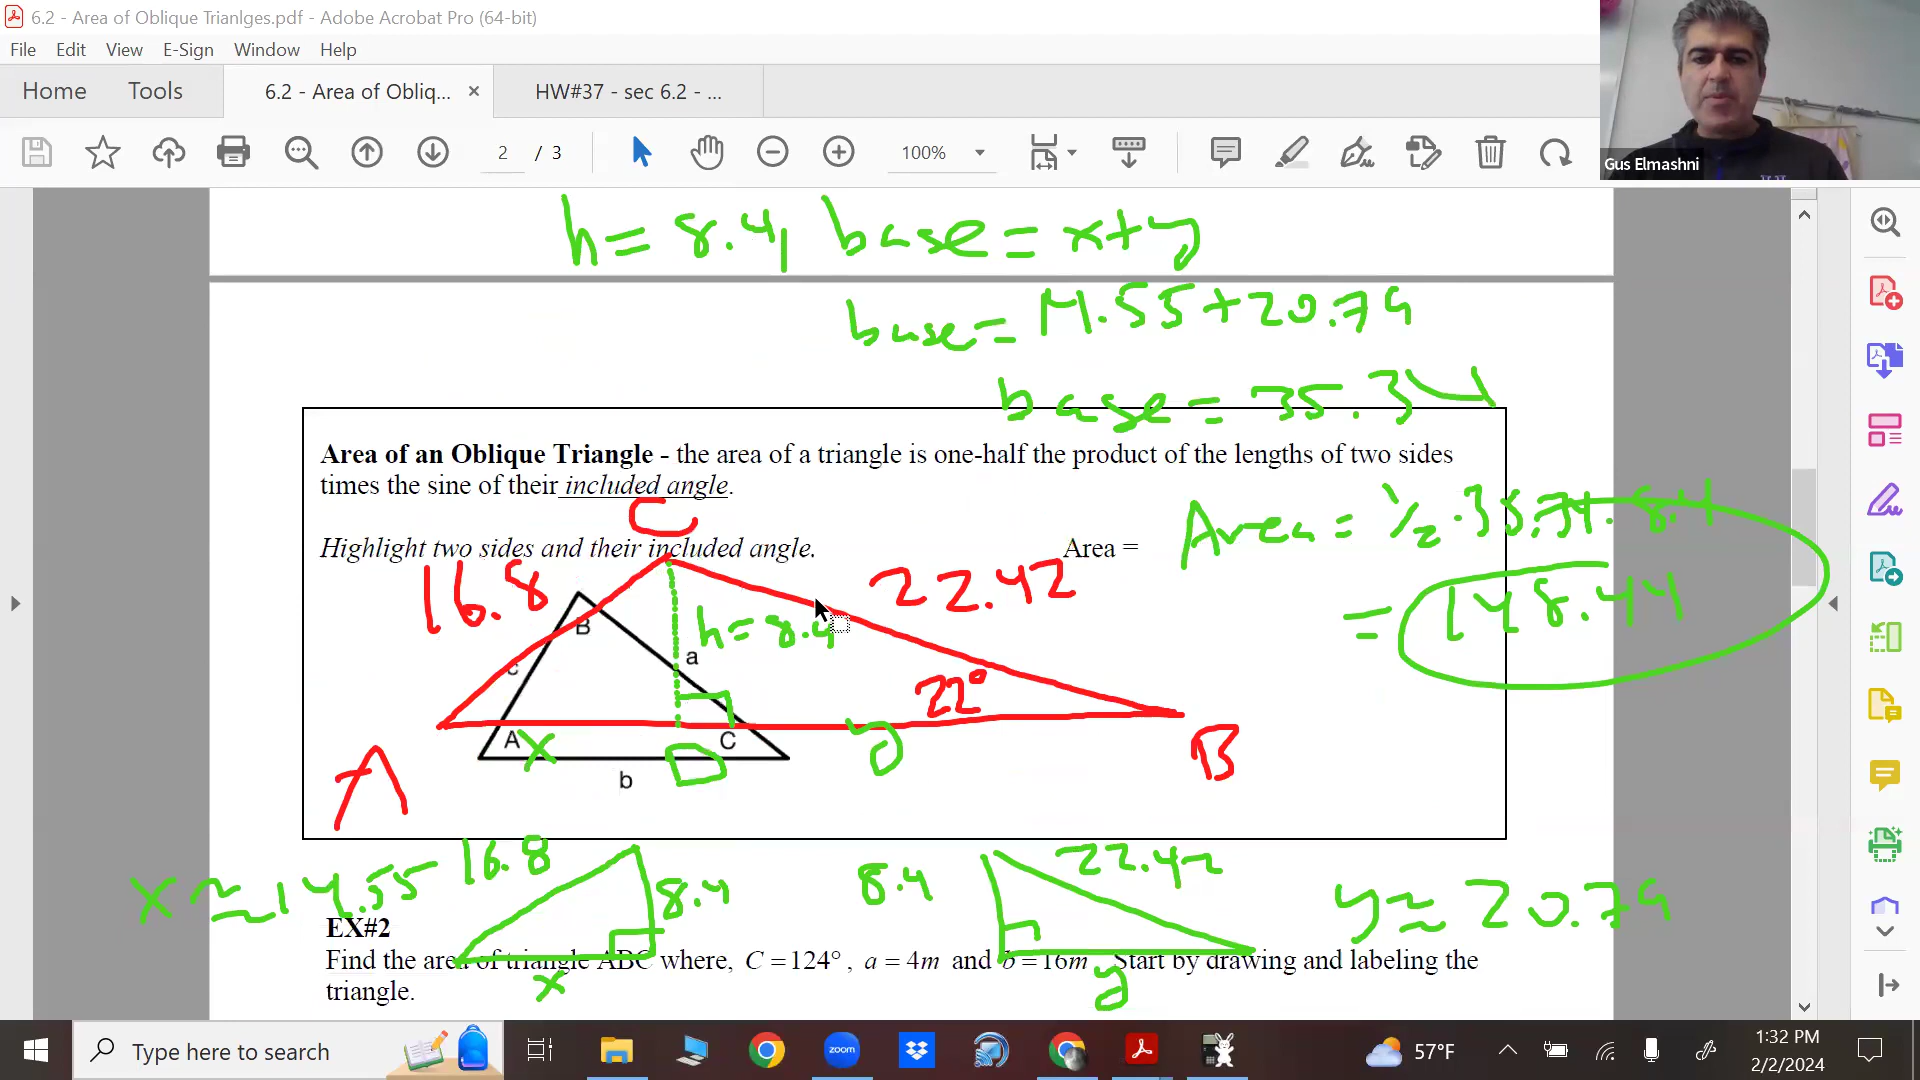 6.2 - Area of Oblique Trianlges.pdf - Adobe Acrobat Pro (64-bit)
File Edit View E-Sign Window Help
Home Tools 6.2 - Area of Obliq... × HW#37 - sec 6.2 - ...
2 / 3 100%
Gus Elmashni
h = 8.4 base = x+y
base = 14.55 + 20.79
base = 35.34
Area of an Oblique Triangle - the area of a triangle is one-half the product of the lengths of two sides
times the sine of their included angle.
C
Highlight two sides and their included angle. Area =
Area = 1/2 · 35.34 · 8.4
= 148.44
16.8 22.42
B h = 8.4
c a
22°
A x C y B
A b
x ≈ 14.55 16.8 8.4 8.4 22.42 y ≈ 20.79
EX#2
Find the area of triangle ABC where, C = 124°, a = 4m and b = 16m Start by drawing and labeling the
triangle.
x y
Type here to search zoom 57°F 1:32 PM
2/2/2024